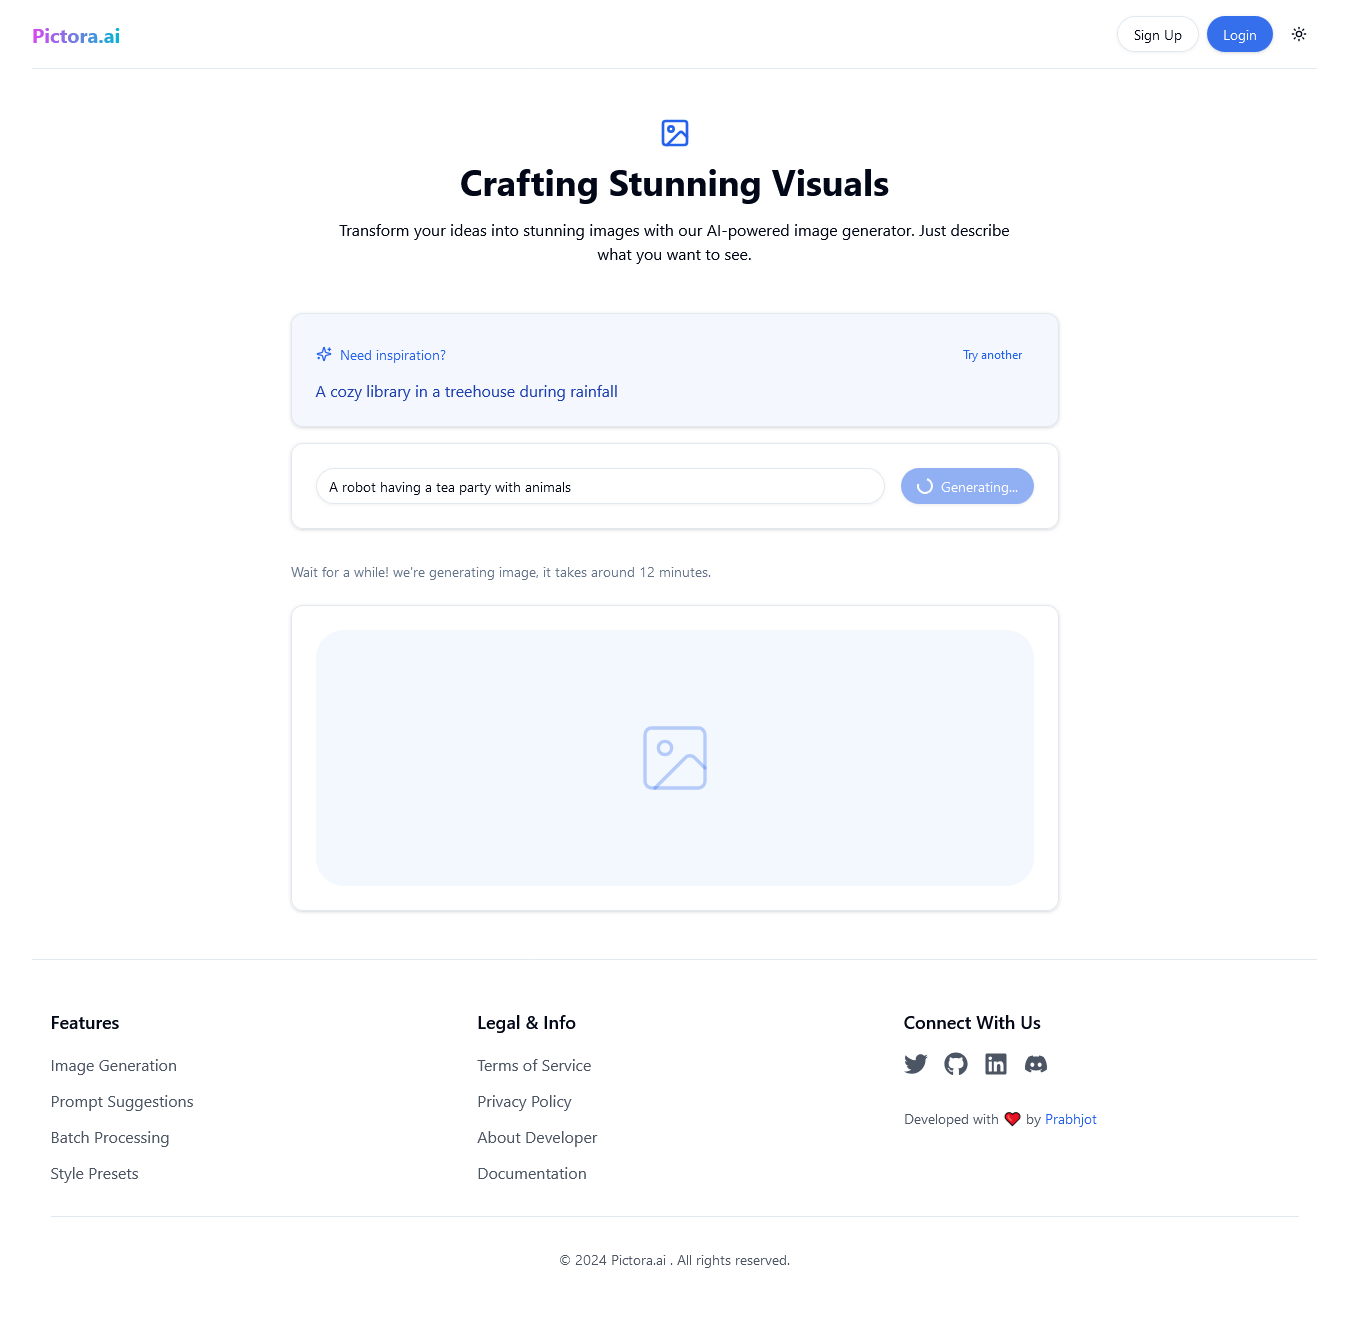 Pictora.ai
Sign Up
Login
Crafting Stunning Visuals
Transform your ideas into stunning images with our AI-powered image generator. Just describe
what you want to see.
Need inspiration?
Try another
A cozy library in a treehouse during rainfall
A robot having a tea party with animals
Generating...
Wait for a while! we're generating image, it takes around 12 minutes.
Features
Image Generation
Prompt Suggestions
Batch Processing
Style Presets
Legal & Info
Terms of Service
Privacy Policy
About Developer
Documentation
Connect With Us
Developed with ❤️ by Prabhjot
© 2024 Pictora.ai . All rights reserved.